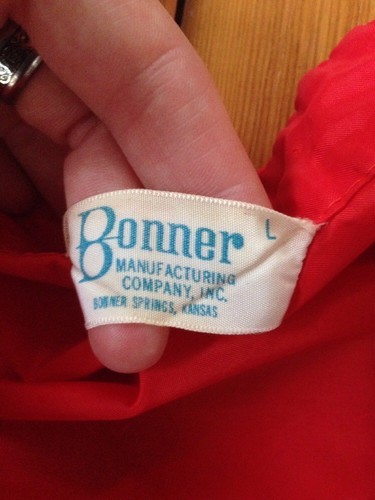 Bonner L
MANUFACTURING
COMPANY, INC.
BONNER SPRINGS, KANSAS